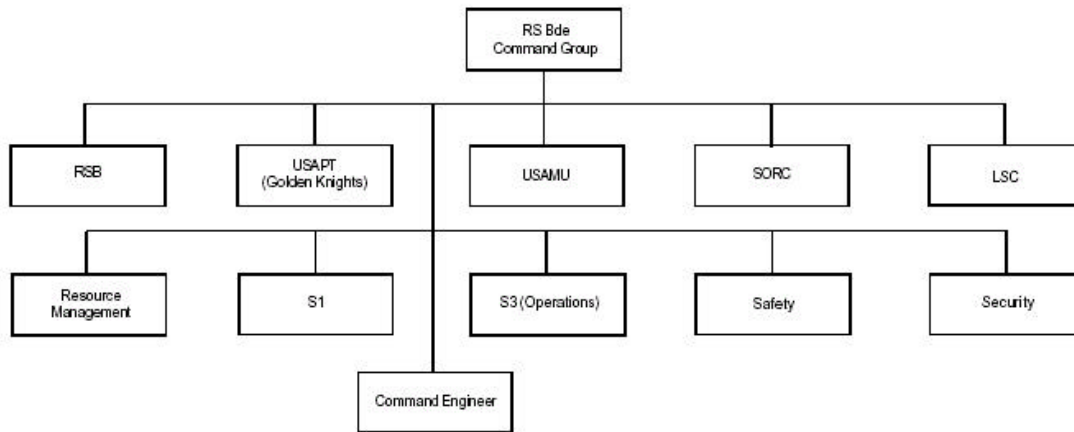 RS Bde
Command Group
RSB
USAPT
(Golden Knights)
USAMU
SORC
LSC
Resource
Management
S1
S3 (Operations)
Safety
Security
Command Engineer